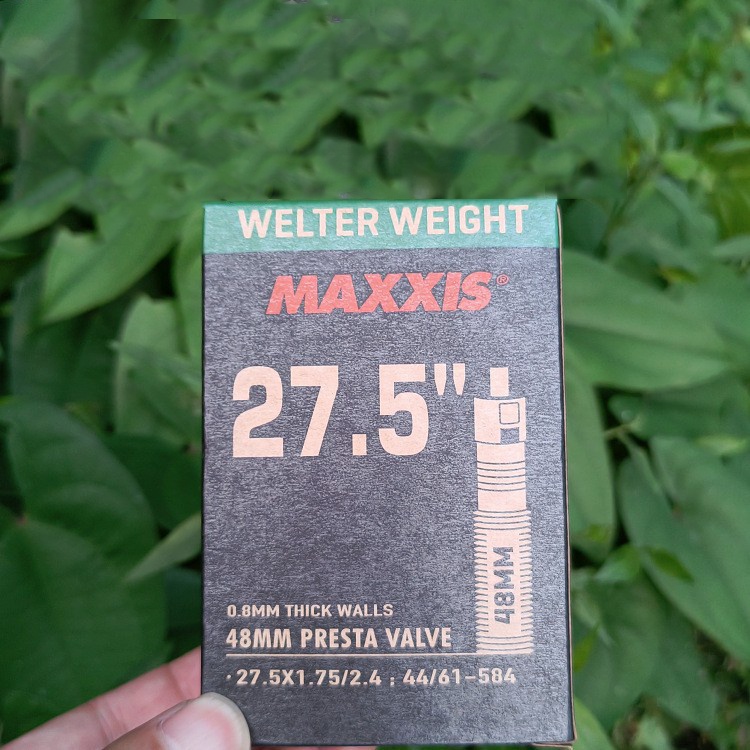 WELTER WEIGHT
MAXXIS®
27.5"
48MM
0.8MM THICK WALLS
48MM PRESTA VALVE
·27.5X1.75/2.4 ; 44/61-584